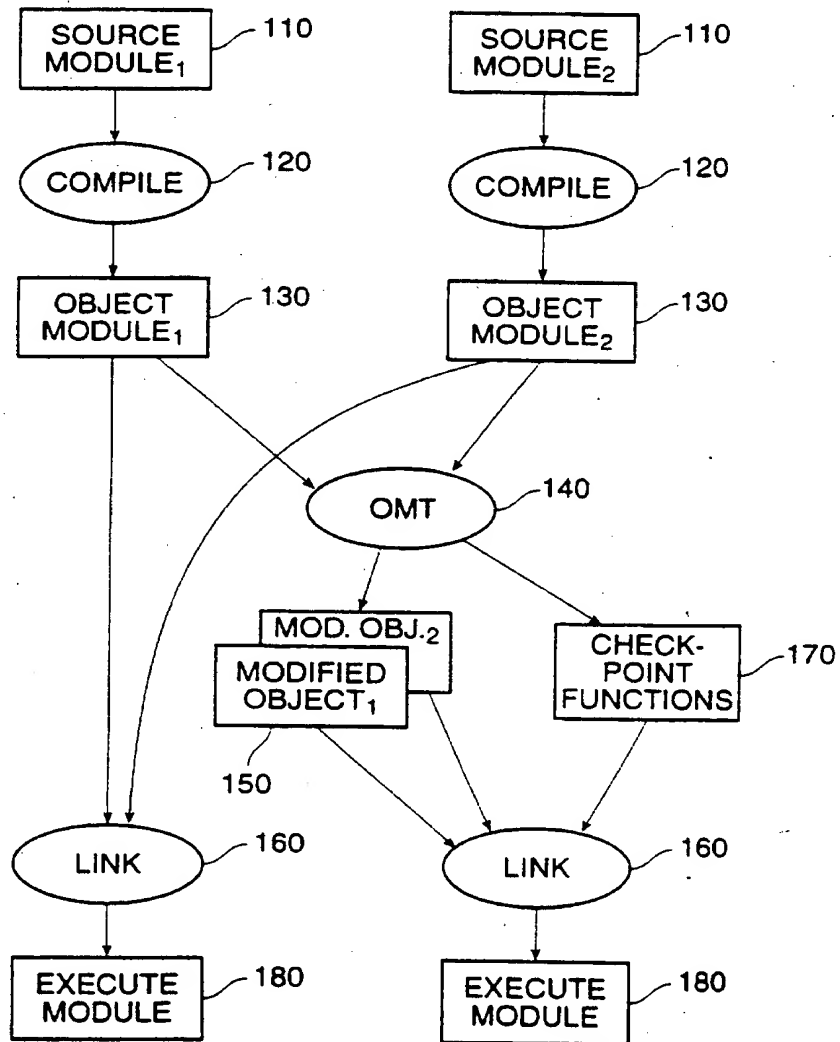 SOURCE
MODULE₁
110
SOURCE
MODULE₂
110
COMPILE
120
COMPILE
120
OBJECT
MODULE₁
130
OBJECT
MODULE₂
130
OMT
140
MOD. OBJ.₂
MODIFIED
OBJECT₁
150
CHECK-
POINT
FUNCTIONS
170
LINK
160
LINK
160
EXECUTE
MODULE
180
EXECUTE
MODULE
180